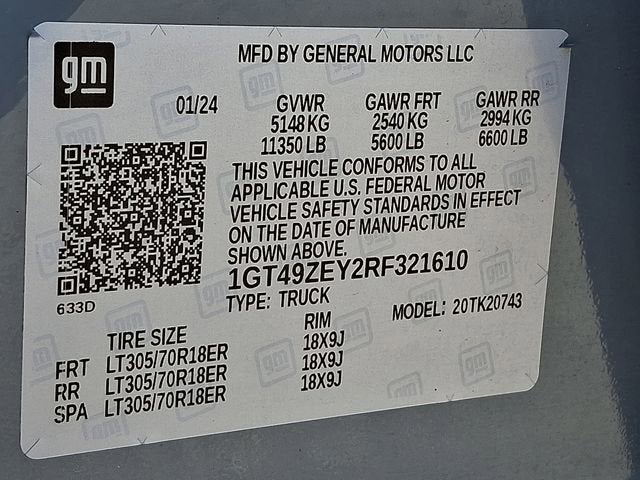 gm
MFD BY GENERAL MOTORS LLC
01/24 GVWR GAWR FRT GAWR RR
5148 KG 2540 KG 2994 KG
11350 LB 5600 LB 6600 LB
THIS VEHICLE CONFORMS TO ALL
APPLICABLE U.S. FEDERAL MOTOR
VEHICLE SAFETY STANDARDS IN EFFECT
ON THE DATE OF MANUFACTURE
SHOWN ABOVE.
1GT49ZEY2RF321610
633D
TYPE: TRUCK MODEL: 20TK20743
TIRE SIZE RIM
FRT LT305/70R18ER 18X9J
RR LT305/70R18ER 18X9J
SPA LT305/70R18ER 18X9J